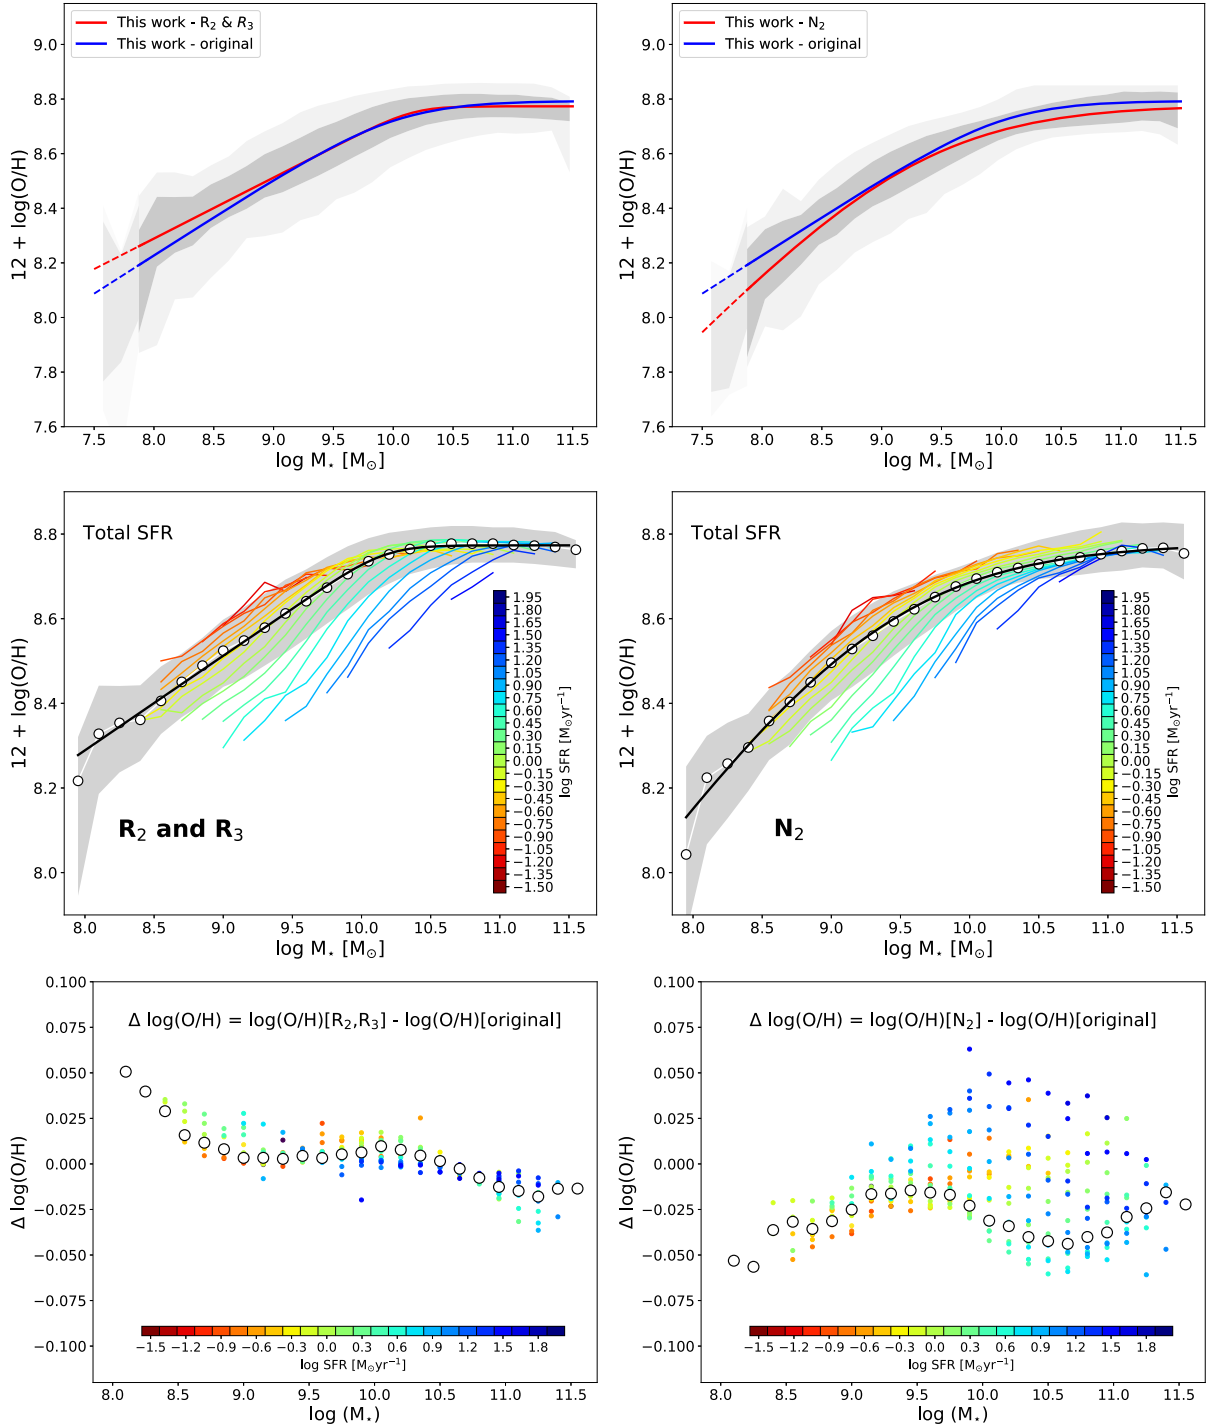 This work - R2 & R3
This work - original
12 + log(O/H)
9.0
8.8
8.6
8.4
8.2
8.0
7.8
7.6
7.5 8.0 8.5 9.0 9.5 10.0 10.5 11.0 11.5
log M⋆ [M⊙]
This work - N2
This work - original
12 + log(O/H)
9.0
8.8
8.6
8.4
8.2
8.0
7.8
7.6
7.5 8.0 8.5 9.0 9.5 10.0 10.5 11.0 11.5
log M⋆ [M⊙]
Total SFR
12 + log(O/H)
8.8
8.6
8.4
8.2
8.0
R2 and R3
1.95
1.80
1.65
1.50
1.35
1.20
1.05
0.90
0.75
0.60
0.45
0.30
0.15
0.00
−0.15
−0.30
−0.45
−0.60
−0.75
−0.90
−1.05
−1.20
−1.35
−1.50
log SFR [M⊙yr⁻¹]
8.0 8.5 9.0 9.5 10.0 10.5 11.0 11.5
log M⋆ [M⊙]
Total SFR
12 + log(O/H)
8.8
8.6
8.4
8.2
8.0
N2
1.95
1.80
1.65
1.50
1.35
1.20
1.05
0.90
0.75
0.60
0.45
0.30
0.15
0.00
−0.15
−0.30
−0.45
−0.60
−0.75
−0.90
−1.05
−1.20
−1.35
−1.50
log SFR [M⊙yr⁻¹]
8.0 8.5 9.0 9.5 10.0 10.5 11.0 11.5
log M⋆ [M⊙]
Δ log(O/H) = log(O/H)[R2,R3] - log(O/H)[original]
Δ log(O/H)
0.100
0.075
0.050
0.025
0.000
−0.025
−0.050
−0.075
−0.100
−1.5 −1.2 −0.9 −0.6 −0.3 0.0 0.3 0.6 0.9 1.2 1.5 1.8
log SFR [M⊙yr⁻¹]
8.0 8.5 9.0 9.5 10.0 10.5 11.0 11.5
log (M⋆)
Δ log(O/H) = log(O/H)[N2] - log(O/H)[original]
Δ log(O/H)
0.100
0.075
0.050
0.025
0.000
−0.025
−0.050
−0.075
−0.100
−1.5 −1.2 −0.9 −0.6 −0.3 0.0 0.3 0.6 0.9 1.2 1.5 1.8
log SFR [M⊙yr⁻¹]
8.0 8.5 9.0 9.5 10.0 10.5 11.0 11.5
log (M⋆)